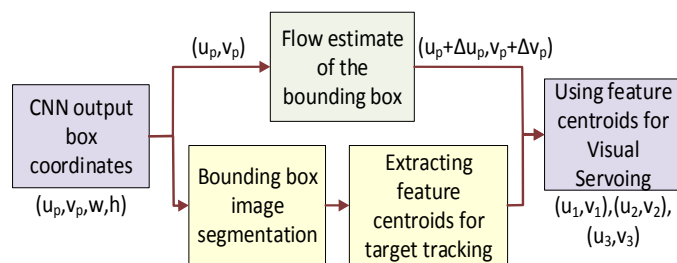 (uₚ,vₚ)
Flow estimate
of the
bounding box
(uₚ+Δuₚ,vₚ+Δvₚ)
CNN output
box
coordinates
(uₚ,vₚ,w,h)
Bounding box
image
segmentation
Extracting
feature
centroids for
target tracking
Using feature
centroids for
Visual
Servoing
(u₁,v₁),(u₂,v₂),
(u₃,v₃)